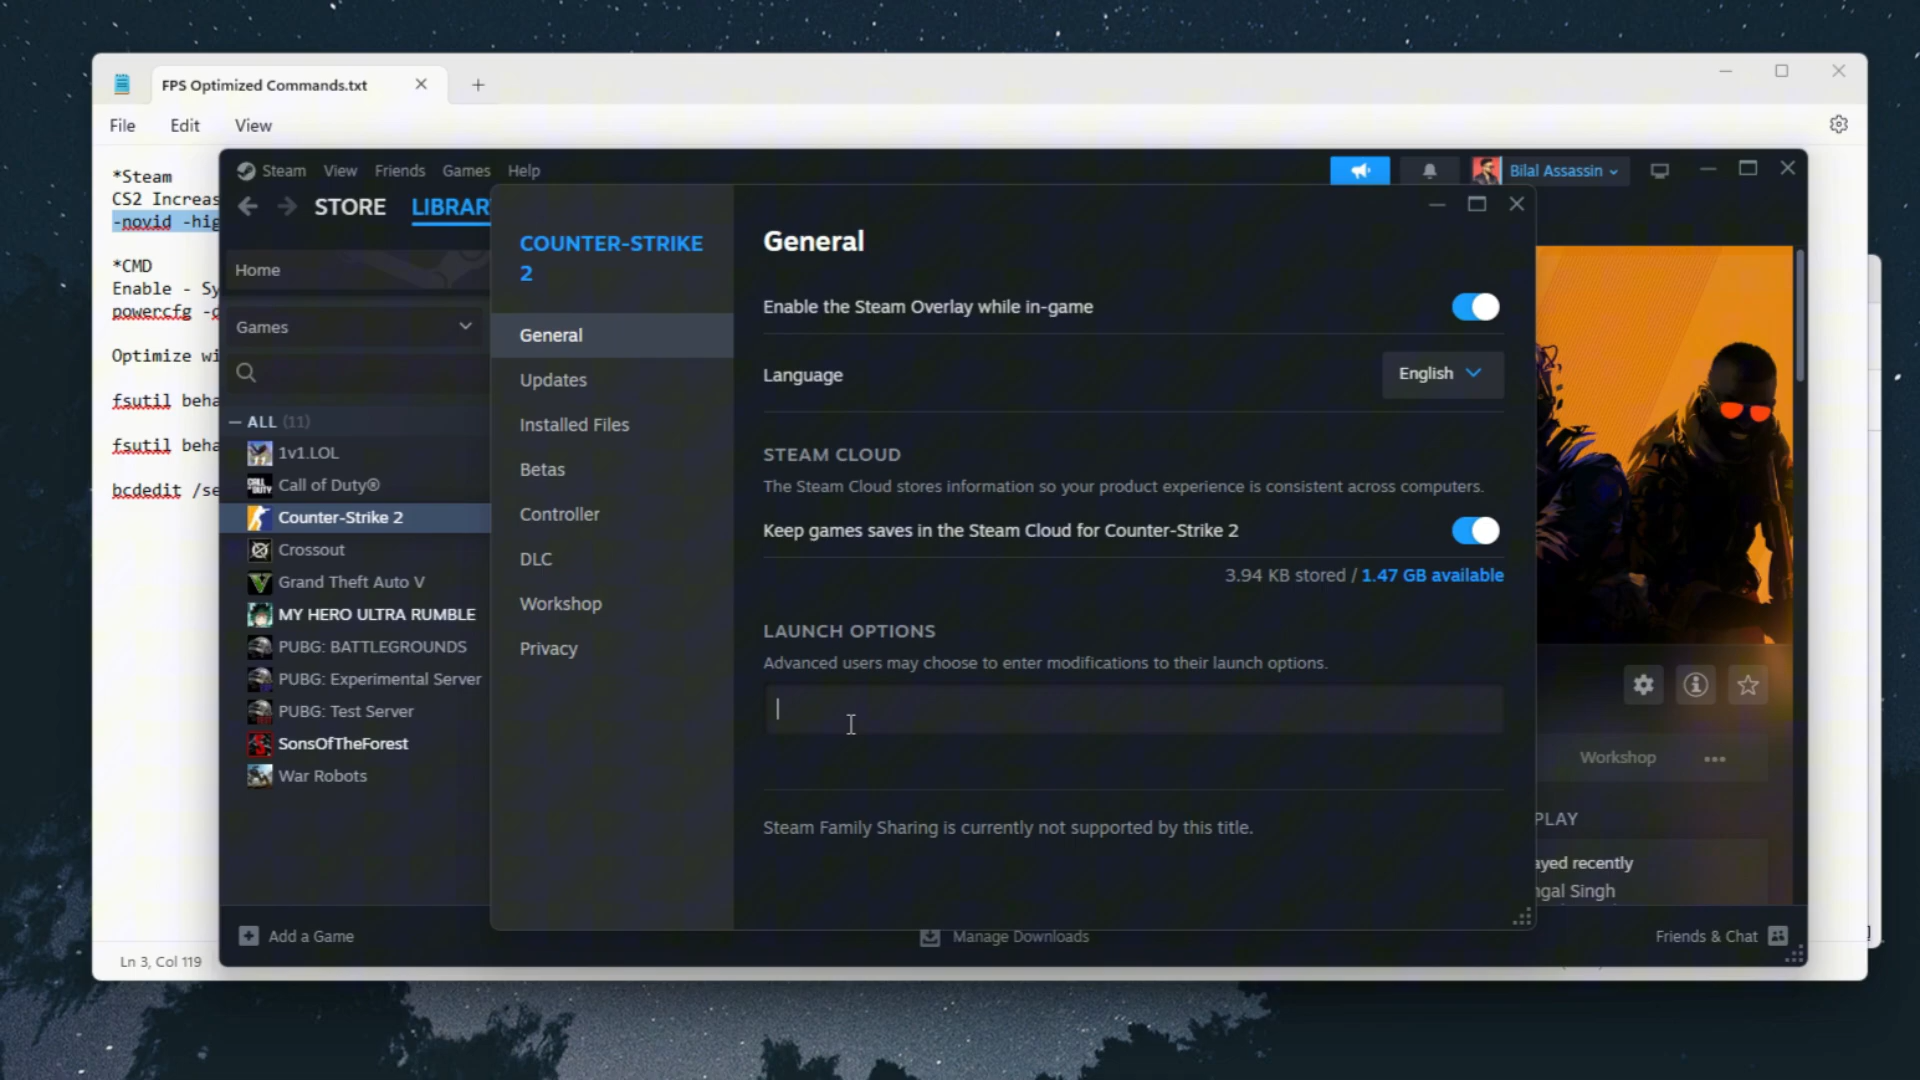 FPS Optimized Commands.txt
File Edit View
*Steam
CS2 Increas
-novid -hig
*CMD
Enable - Sy
powercfg -d
Optimize wi
fsutil beha
fsutil beha
bcdedit /se
Ln 3, Col 119
Steam View Friends Games Help
Bilal Assassin
STORE LIBRAR
Home
Games
ALL (11)
1v1.LOL
Call of Duty®
Counter-Strike 2
Crossout
Grand Theft Auto V
MY HERO ULTRA RUMBLE
PUBG: BATTLEGROUNDS
PUBG: Experimental Server
PUBG: Test Server
SonsOfTheForest
War Robots
Add a Game
Manage Downloads
Friends & Chat
COUNTER-STRIKE
2
General
Updates
Installed Files
Betas
Controller
DLC
Workshop
Privacy
General
Enable the Steam Overlay while in-game
Language
English
STEAM CLOUD
The Steam Cloud stores information so your product experience is consistent across computers.
Keep games saves in the Steam Cloud for Counter-Strike 2
3.94 KB stored / 1.47 GB available
LAUNCH OPTIONS
Advanced users may choose to enter modifications to their launch options.
Steam Family Sharing is currently not supported by this title.
Workshop
PLAY
ayed recently
gal Singh